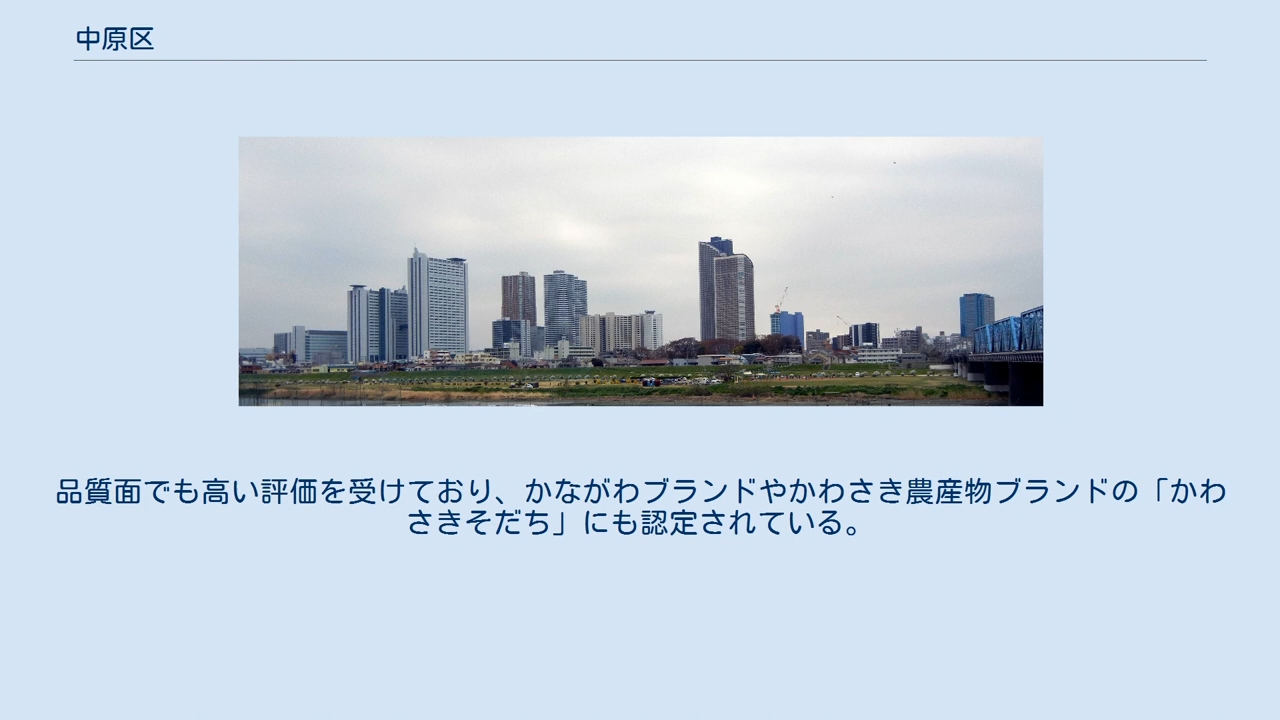 中原区
品質面でも高い評価を受けており、かながわブランドやかわさき農産物ブランドの「かわ
さきそだち」にも認定されている。